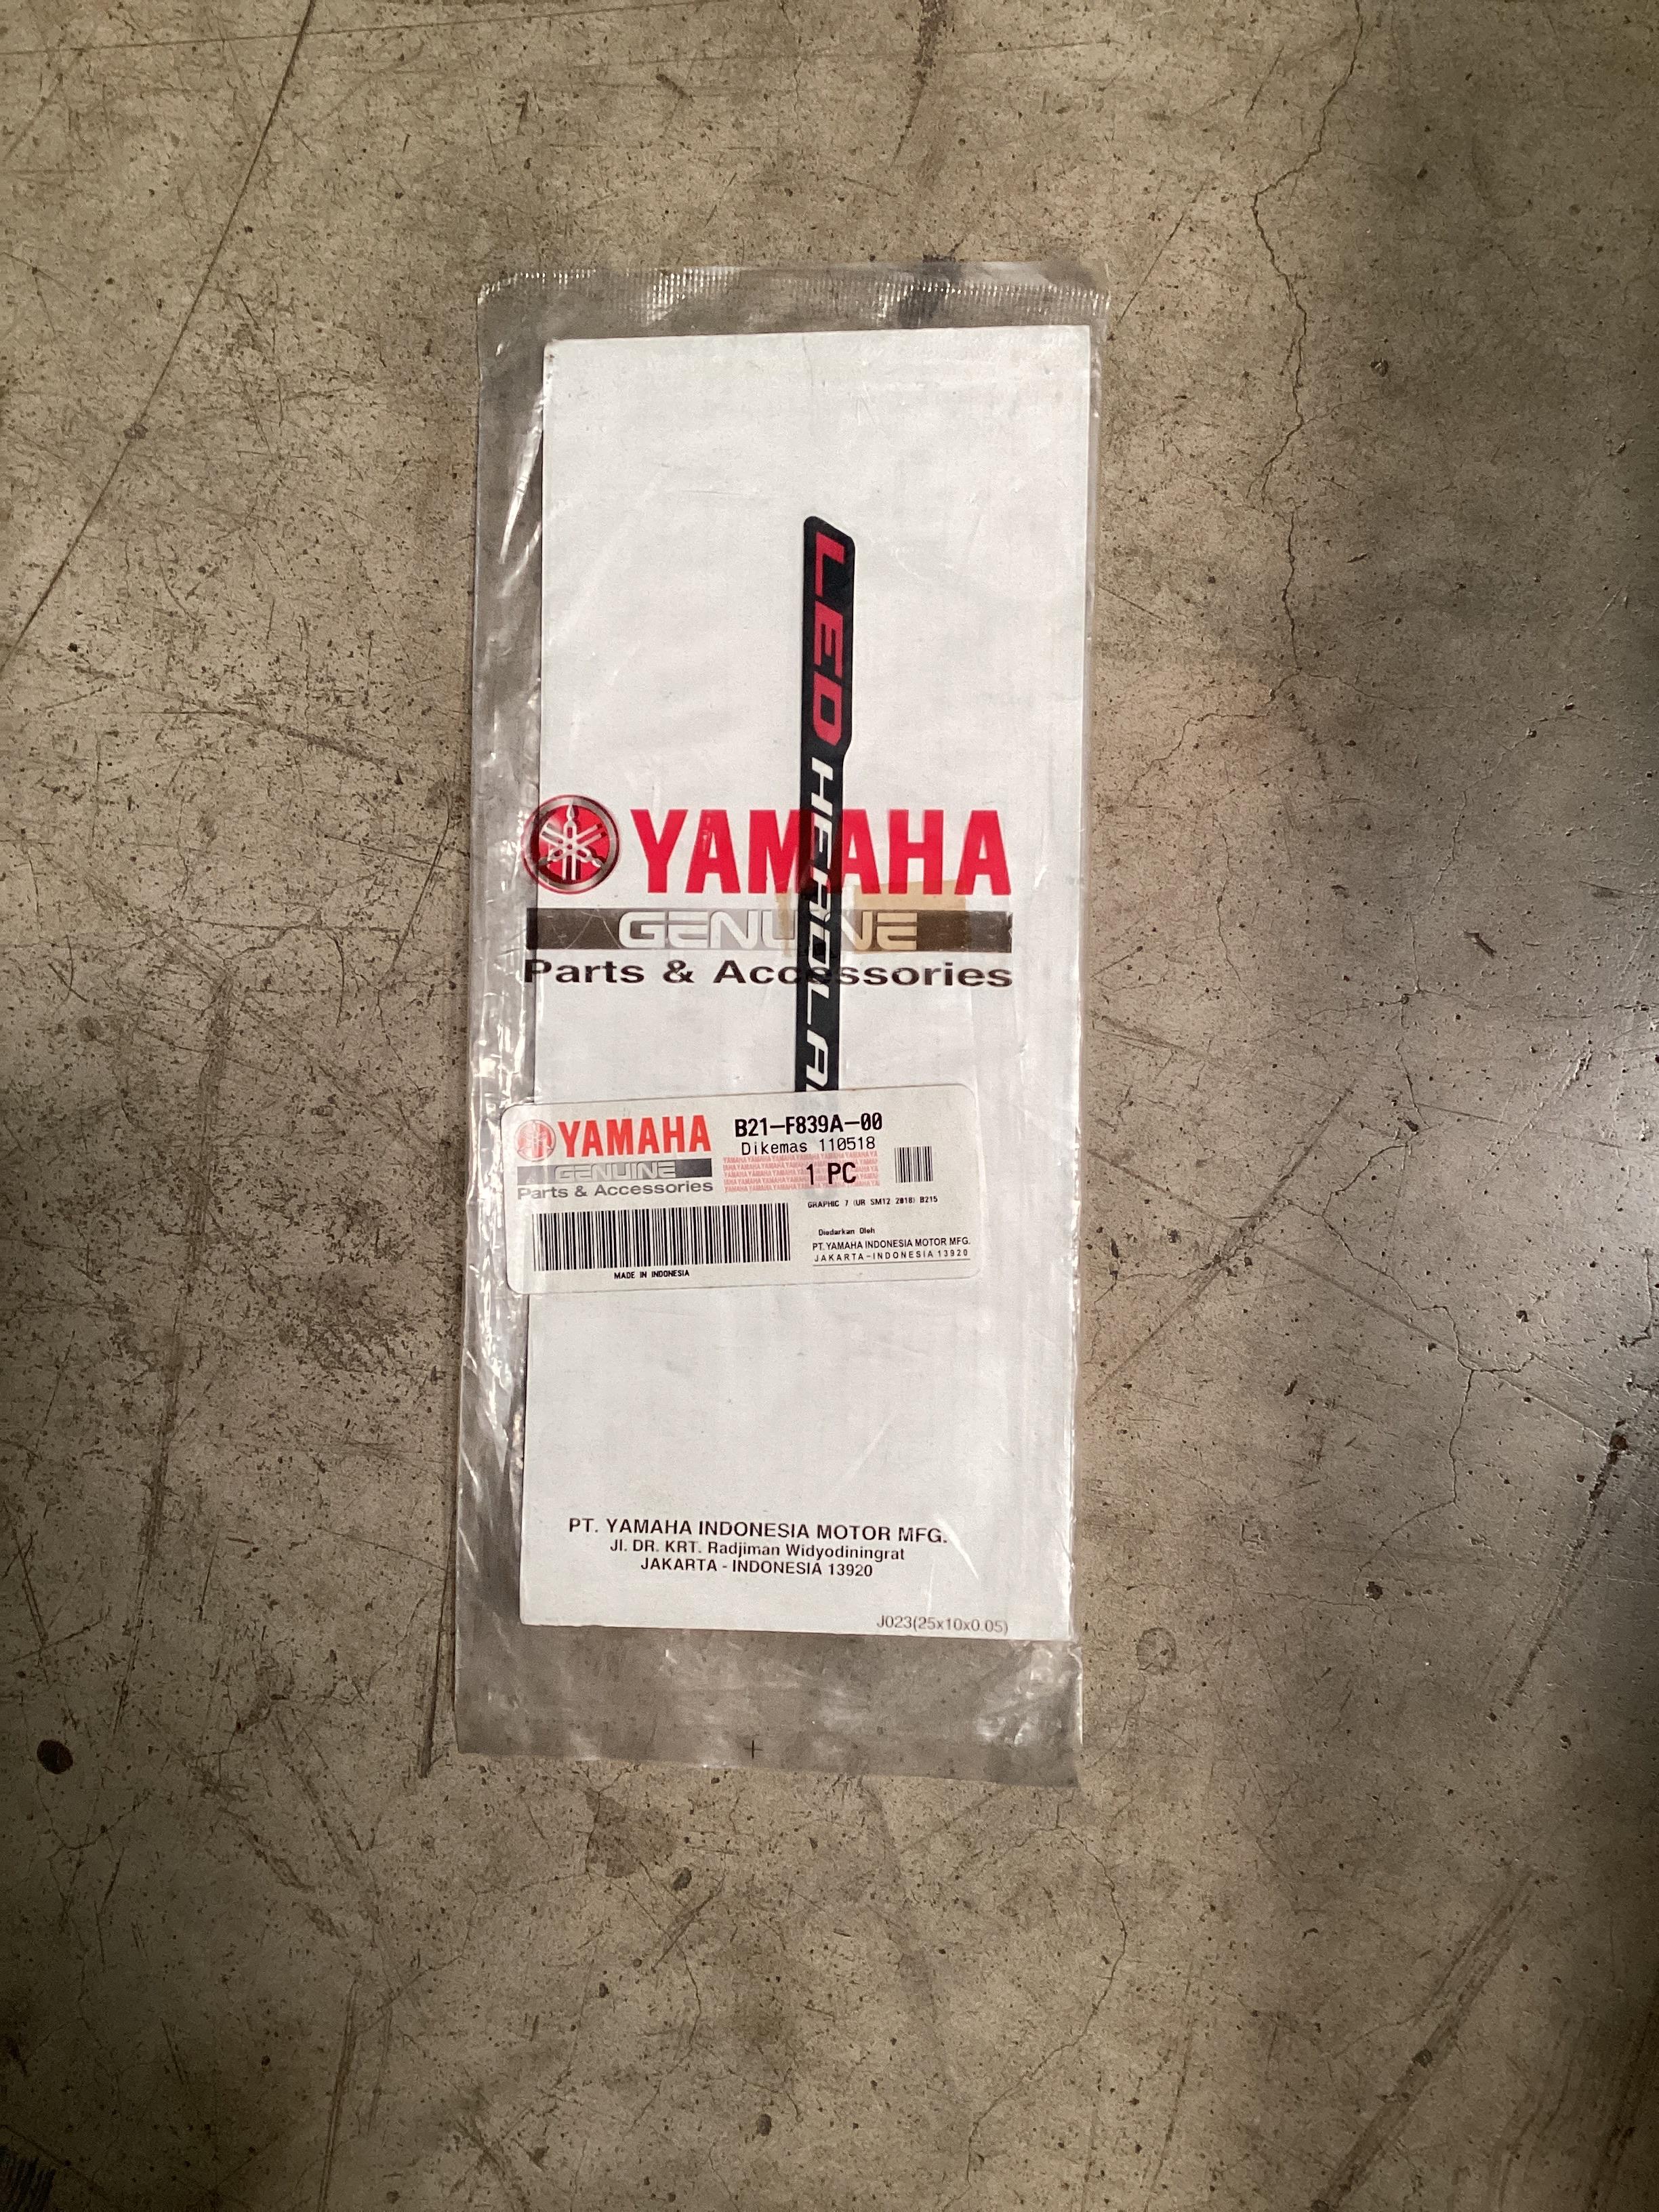 LED HEADLA
YAMAHA
GENUINE
Parts & Accessories
YAMAHA
GENUINE
Parts & Accessories
B21-F839A-00
Dikemas 110518
1 PC
GRAPHIC 7 (UR SMT2 2018) B215
Diedarkan Oleh
PT. YAMAHA INDONESIA MOTOR MFG.
JAKARTA-INDONESIA 13920
MADE IN INDONESIA
PT. YAMAHA INDONESIA MOTOR MFG.
Jl. DR. KRT. Radjiman Widyodiningrat
JAKARTA - INDONESIA 13920
J023(25x10x0.05)